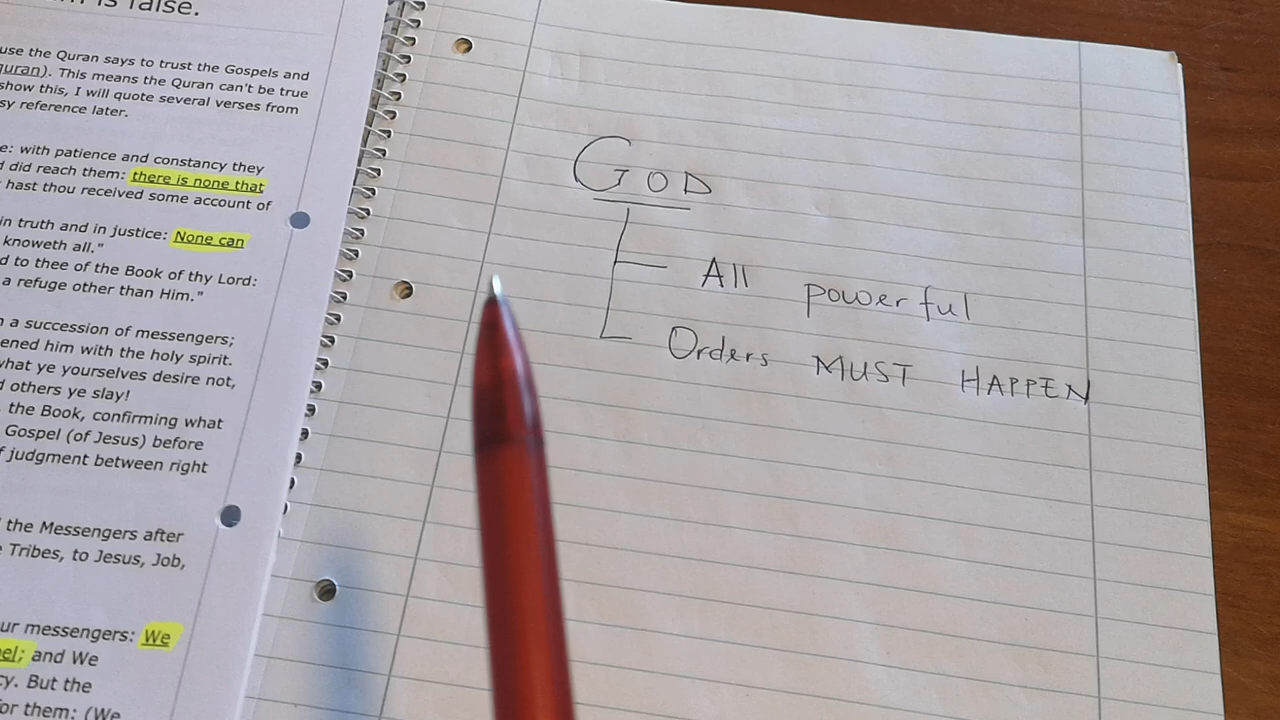 is false.
use the Quran says to trust the Gospels and
quran). This means the Quran can't be true
show this, I will quote several verses from
sy reference later.
e: with patience and constancy they
d did reach them: there is none that
hast thou received some account of
in truth and in justice: None can
knoweth all."
d to thee of the Book of thy Lord:
a refuge other than Him."
n a succession of messengers;
ened him with the holy spirit.
what ye yourselves desire not,
d others ye slay!
the Book, confirming what
Gospel (of Jesus) before
f judgment between right
the Messengers after
e Tribes, to Jesus, Job,
ur messengers: We
el; and We
cy. But the
for them: (We
GOD
All powerful
Orders MUST HAPPEN